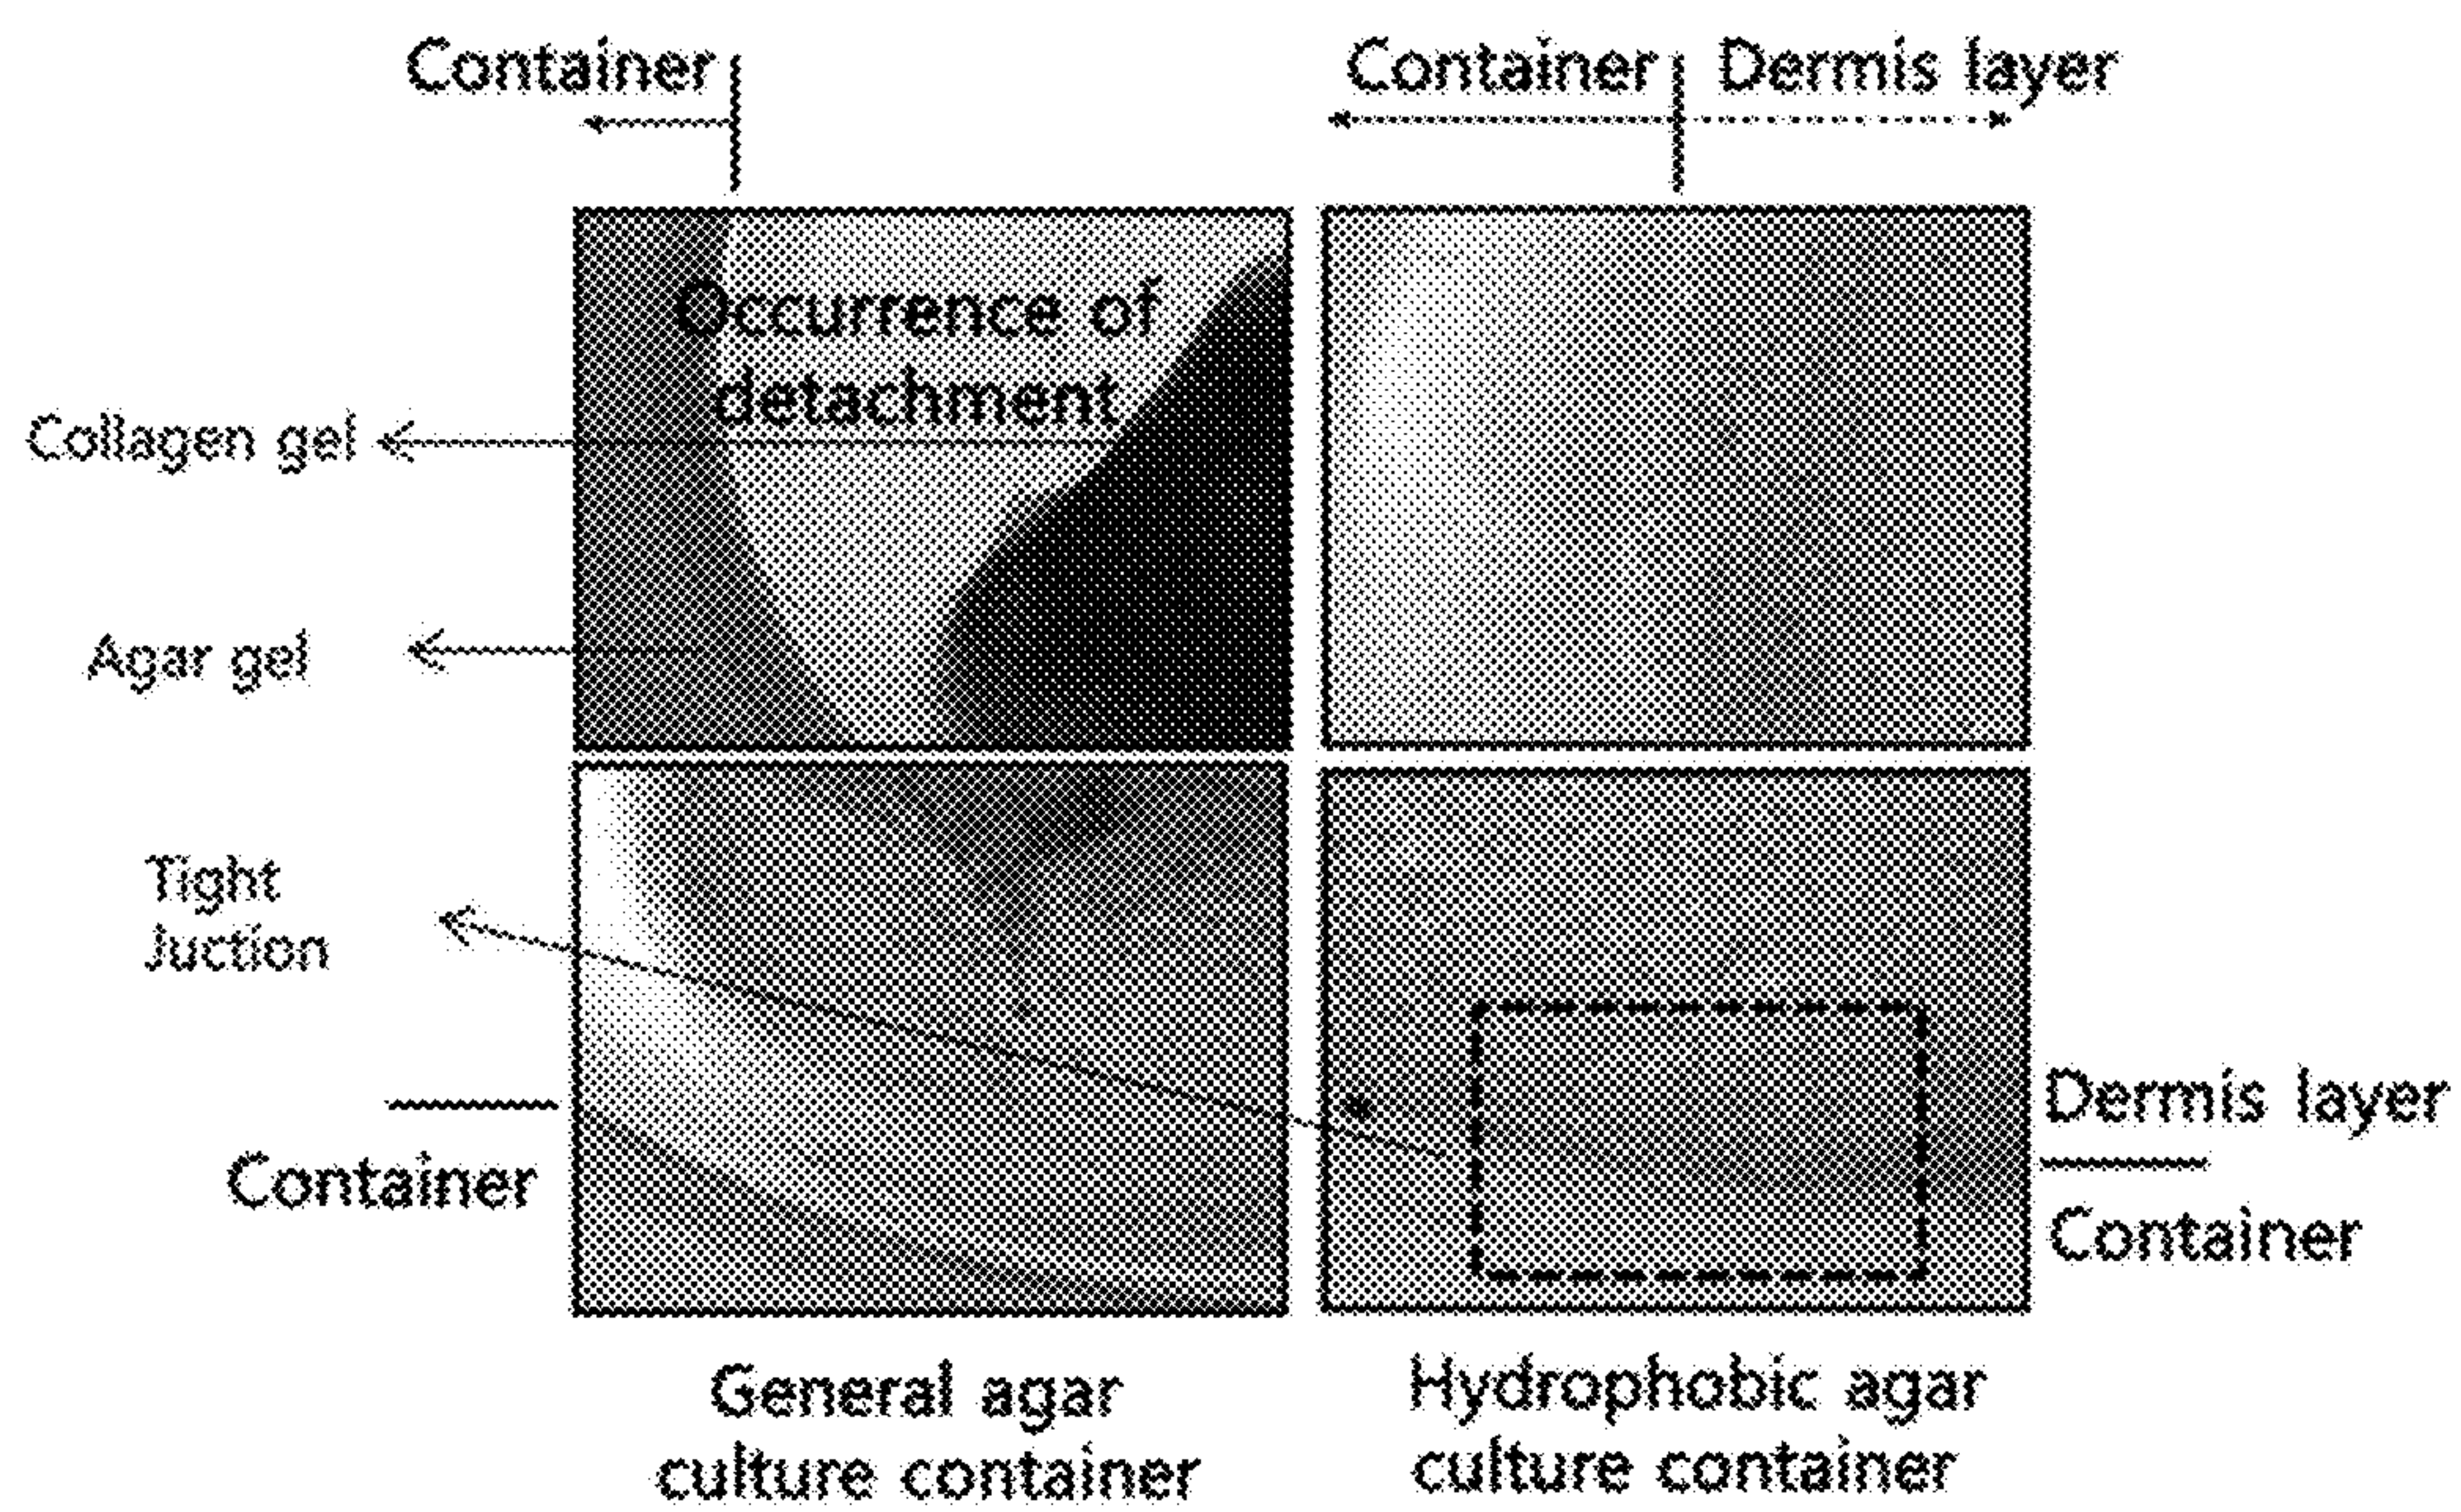 Container
Container
Dermis layer
Occurrence of
detachment
Collagen gel
Agar gel
Tight
Juction
Container
Dermis layer
Container
General agar
culture container
Hydrophobic agar
culture container